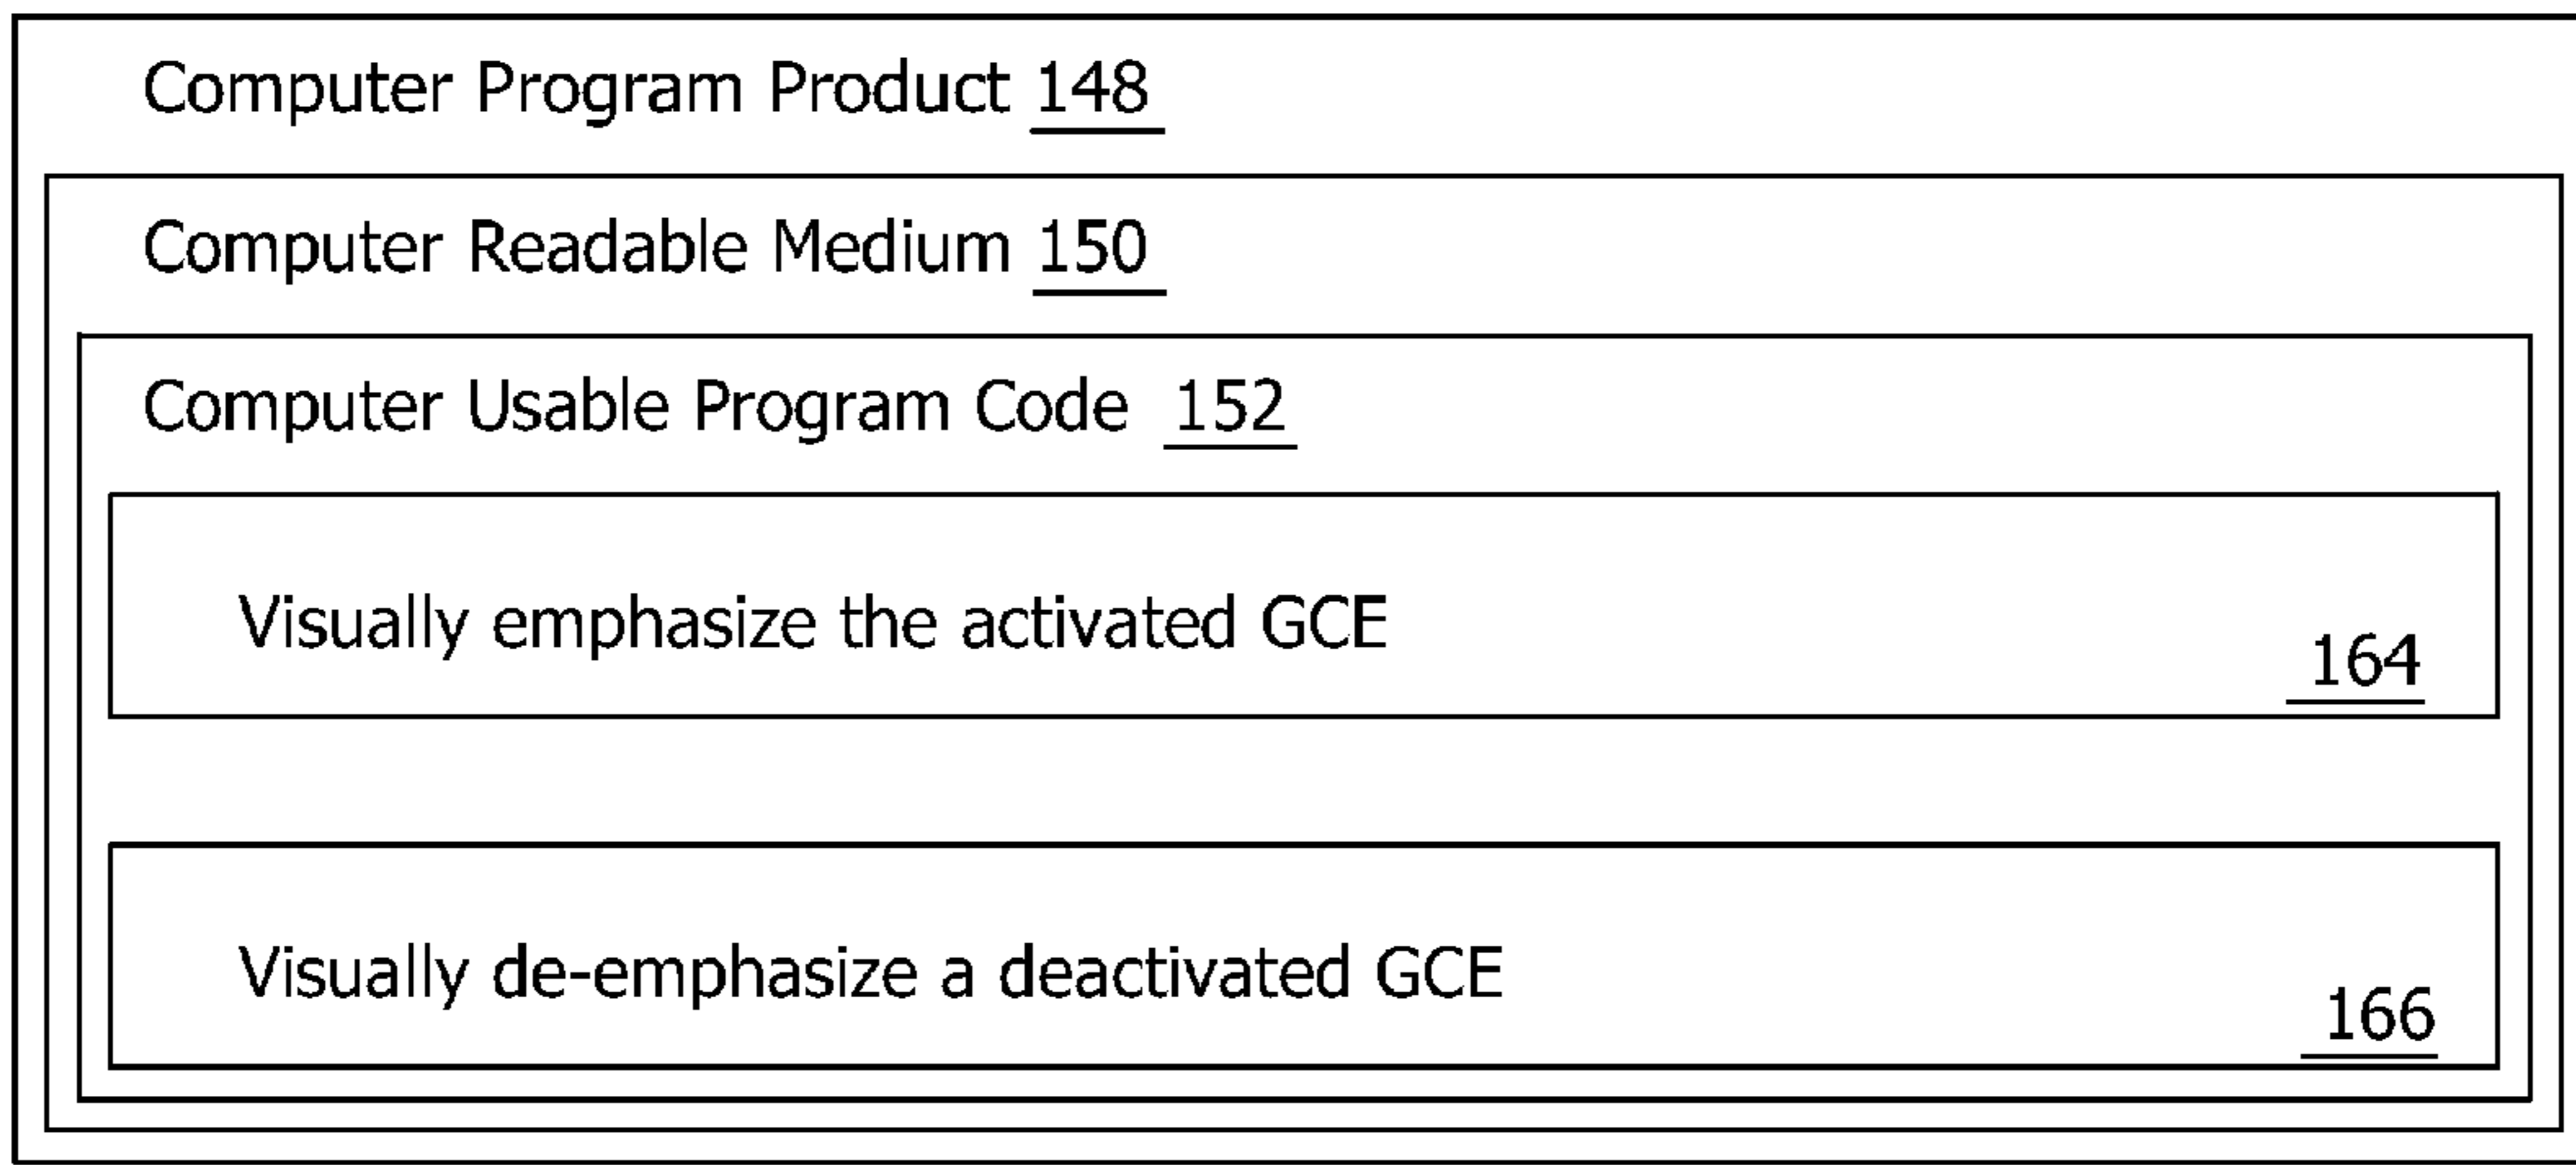 Computer Program Product 148
Computer Readable Medium 150
Computer Usable Program Code 152
Visually emphasize the activated GCE
164
Visually de-emphasize a deactivated GCE
166